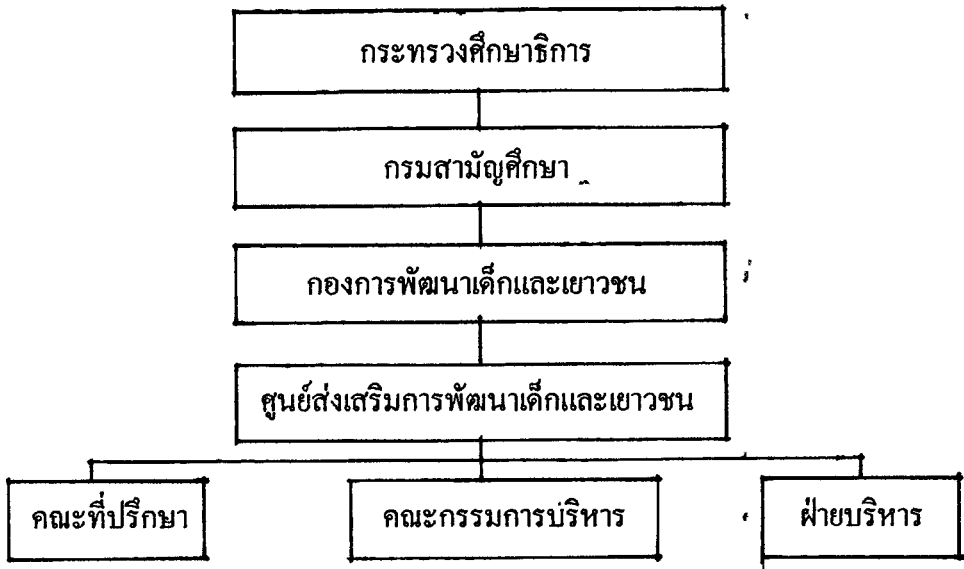 กระทรวงศึกษาธิการ
กรมสามัญศึกษา
กองการพัฒนาเด็กและเยาวชน
ศูนย์ส่งเสริมการพัฒนาเด็กและเยาวชน
คณะที่ปรึกษา
คณะกรรมการบริหาร
ฝ่ายบริหาร